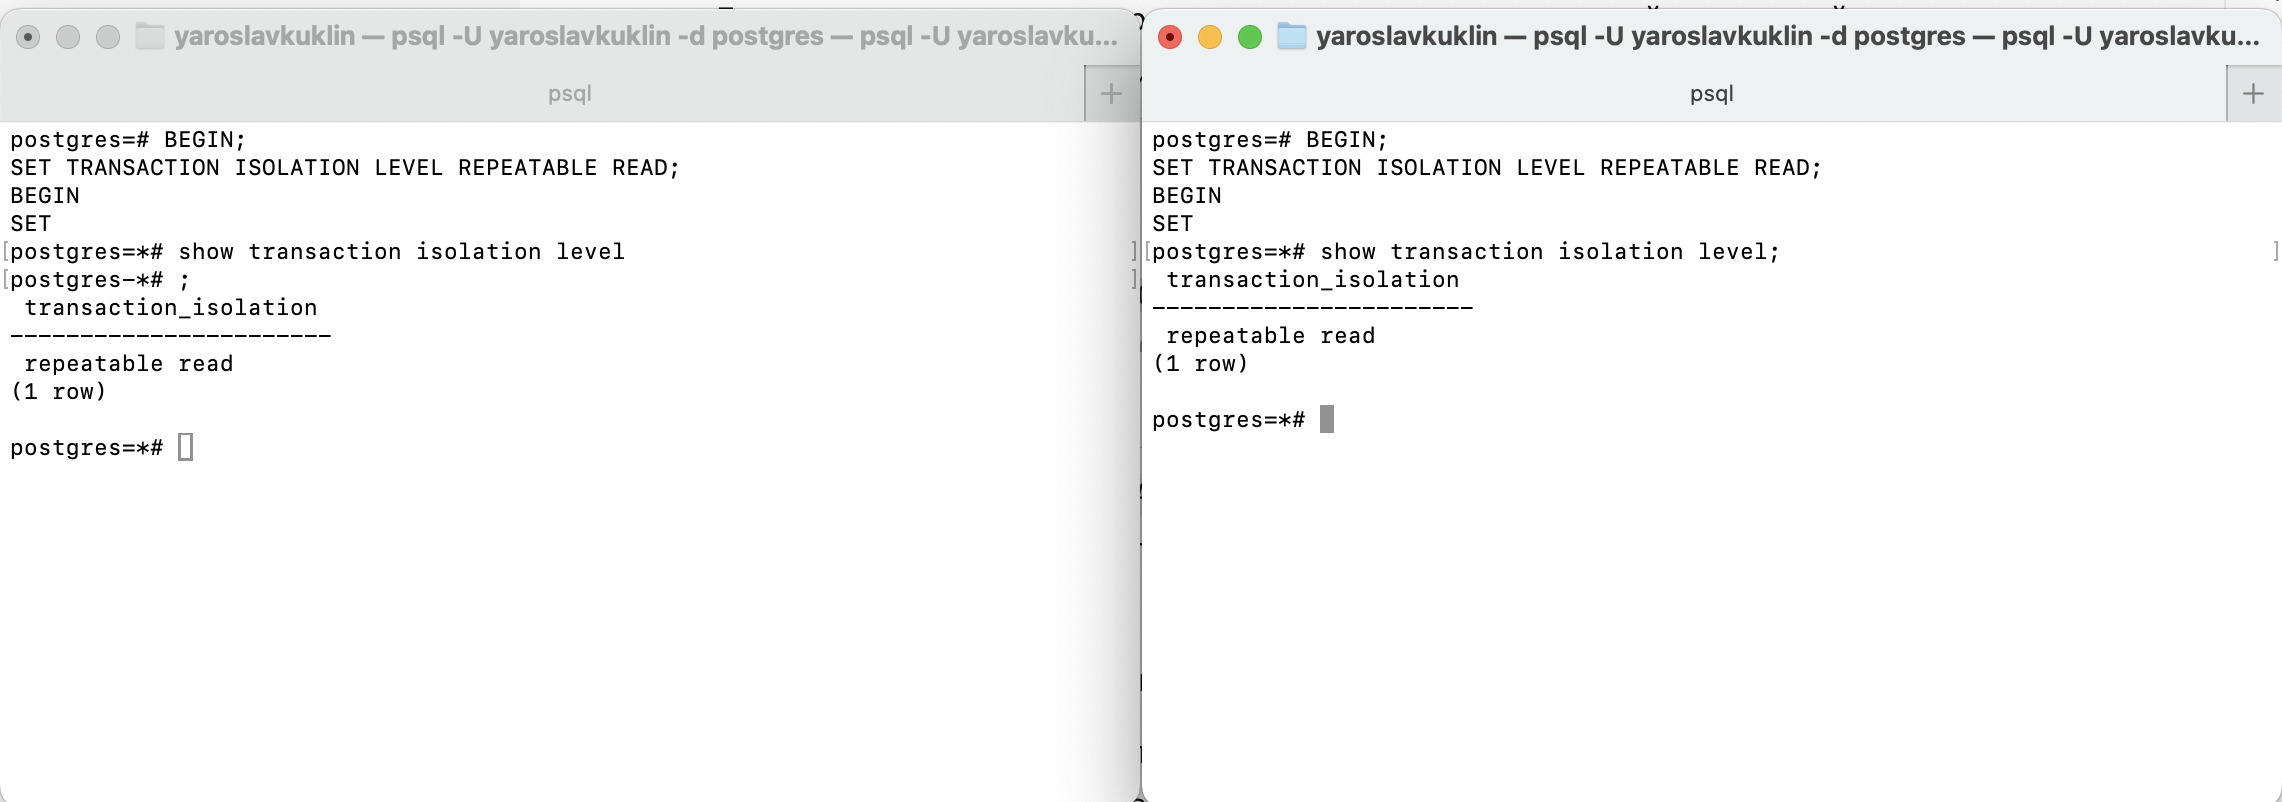 yaroslavkuklin — psql -U yaroslavkuklin -d postgres — psql -U yaroslavku...
psql
postgres=# BEGIN;
SET TRANSACTION ISOLATION LEVEL REPEATABLE READ;
BEGIN
SET
[postgres=*# show transaction isolation level ]
[postgres-*# ; ]
transaction_isolation
-----------------------
repeatable read
(1 row)
postgres=*#
yaroslavkuklin — psql -U yaroslavkuklin -d postgres — psql -U yaroslavku...
psql
postgres=# BEGIN;
SET TRANSACTION ISOLATION LEVEL REPEATABLE READ;
BEGIN
SET
[postgres=*# show transaction isolation level; ]
transaction_isolation
-----------------------
repeatable read
(1 row)
postgres=*#